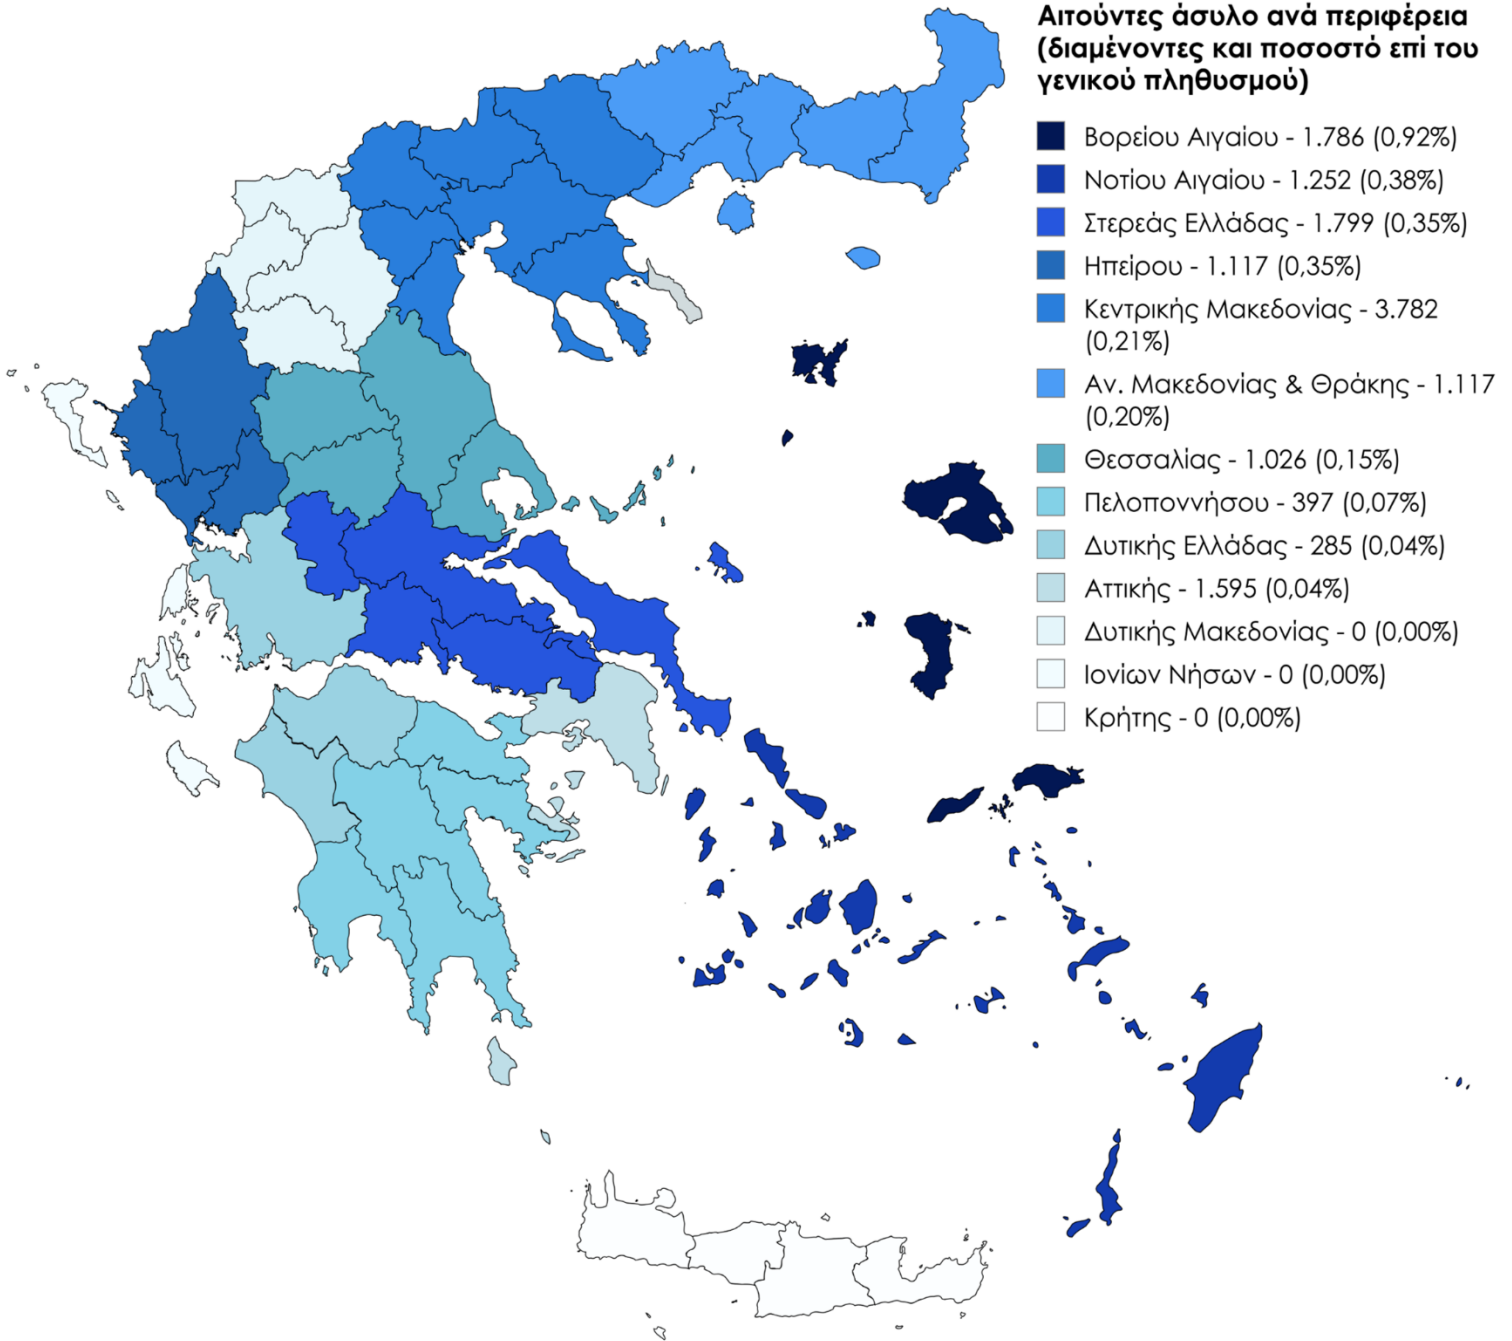 Αιτούντες άσυλο ανά περιφέρεια
(διαμένοντες και ποσοστό επί του
γενικού πληθυσμού)
Βορείου Αιγαίου - 1.786 (0,92%)
Νοτίου Αιγαίου - 1.252 (0,38%)
Στερεάς Ελλάδας - 1.799 (0,35%)
Ηπείρου - 1.117 (0,35%)
Κεντρικής Μακεδονίας - 3.782
(0,21%)
Αν. Μακεδονίας & Θράκης - 1.117
(0,20%)
Θεσσαλίας - 1.026 (0,15%)
Πελοποννήσου - 397 (0,07%)
Δυτικής Ελλάδας - 285 (0,04%)
Αττικής - 1.595 (0,04%)
Δυτικής Μακεδονίας - 0 (0,00%)
Ιονίων Νήσων - 0 (0,00%)
Κρήτης - 0 (0,00%)